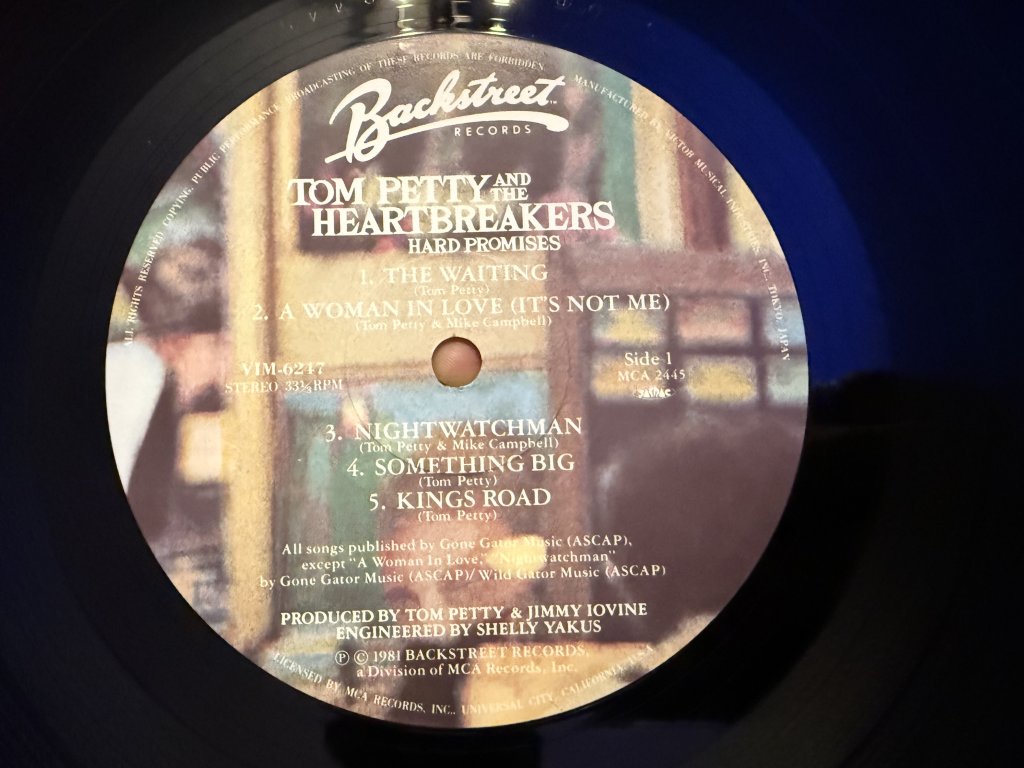 ALL RIGHTS RESERVED COPYING, PUBLIC PERFORMANCE, BROADCASTING OF THESE RECORDS ARE FORBIDDEN.
MANUFACTURED BY VICTOR MUSICAL INDUSTRIES, INC., TOKYO, JAPAN
Backstreet™
RECORDS
TOM PETTY AND THE
HEARTBREAKERS
HARD PROMISES
1. THE WAITING
(Tom Petty)
2. A WOMAN IN LOVE (IT'S NOT ME)
(Tom Petty & Mike Campbell)
VIM-6247
STEREO 33⅓ RPM
Side 1
MCA 2445
3. NIGHTWATCHMAN
(Tom Petty & Mike Campbell)
4. SOMETHING BIG
(Tom Petty)
5. KINGS ROAD
(Tom Petty)
All songs published by Gone Gator Music (ASCAP),
except "A Woman In Love," "Nightwatchman"
by Gone Gator Music (ASCAP)/Wild Gator Music (ASCAP)
PRODUCED BY TOM PETTY & JIMMY IOVINE
ENGINEERED BY SHELLY YAKUS
Ⓟ © 1981 BACKSTREET RECORDS,
a Division of MCA Records, Inc.
LICENSED BY MCA RECORDS, INC., UNIVERSAL CITY, CALIFORNIA, U.S.A.